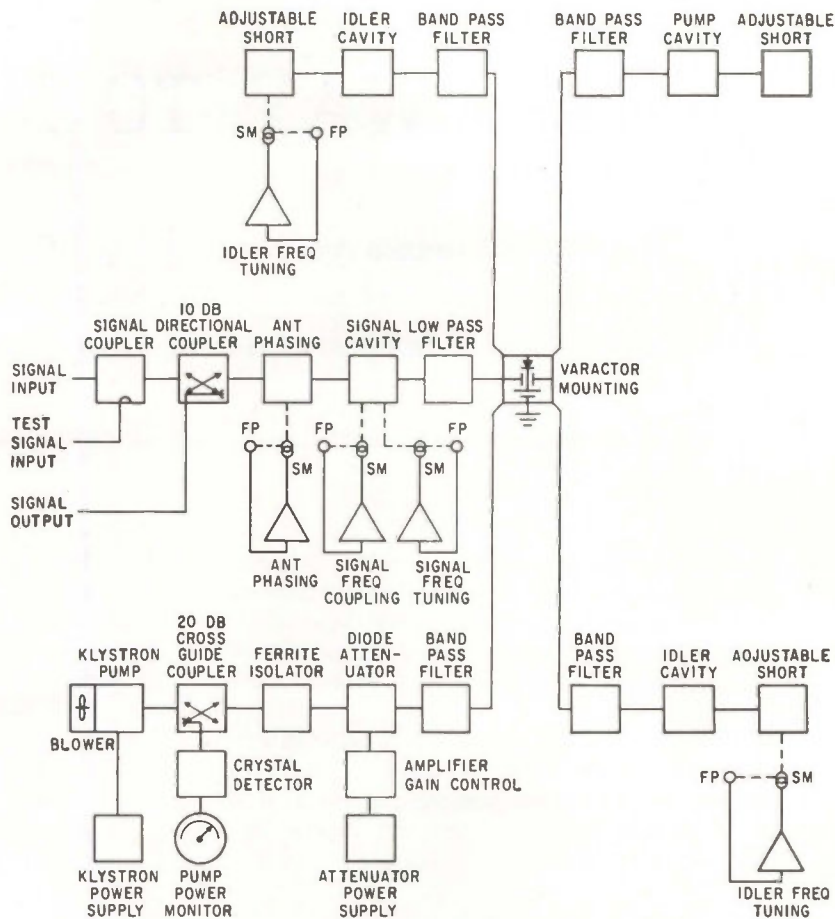 ADJUSTABLE
SHORT
IDLER
CAVITY
BAND PASS
FILTER
BAND PASS
FILTER
PUMP
CAVITY
ADJUSTABLE
SHORT
SM
FP
IDLER FREQ
TUNING
SIGNAL
COUPLER
10 DB
DIRECTIONAL
COUPLER
ANT
PHASING
SIGNAL
CAVITY
LOW PASS
FILTER
SIGNAL
INPUT
VARACTOR
MOUNTING
TEST
SIGNAL
INPUT
SIGNAL
OUTPUT
FP
SM
FP
SM
SM
FP
ANT
PHASING
SIGNAL
FREQ
COUPLING
SIGNAL
FREQ
TUNING
KLYSTRON
PUMP
20 DB
CROSS
GUIDE
COUPLER
FERRITE
ISOLATOR
DIODE
ATTEN-
UATOR
BAND
PASS
FILTER
BAND
PASS
FILTER
IDLER
CAVITY
ADJUSTABLE
SHORT
BLOWER
CRYSTAL
DETECTOR
AMPLIFIER
GAIN CONTROL
FP
SM
KLYSTRON
POWER
SUPPLY
PUMP
POWER
MONITOR
ATTENUATOR
POWER
SUPPLY
IDLER FREQ
TUNING